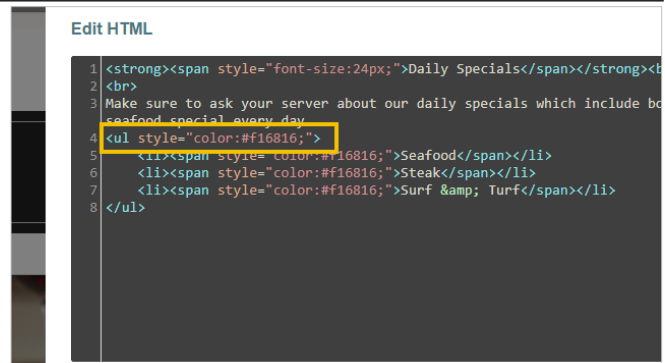 Edit HTML
1 <strong><span style="font-size:24px;">Daily Specials</span></strong><b
2 <br>
3 Make sure to ask your server about our daily specials which include bo
seafood special every day
4 <ul style="color:#f16816;">
5 <li><span style="color:#f16816;">Seafood</span></li>
6 <li><span style="color:#f16816;">Steak</span></li>
7 <li><span style="color:#f16816;">Surf &amp; Turf</span></li>
8 </ul>